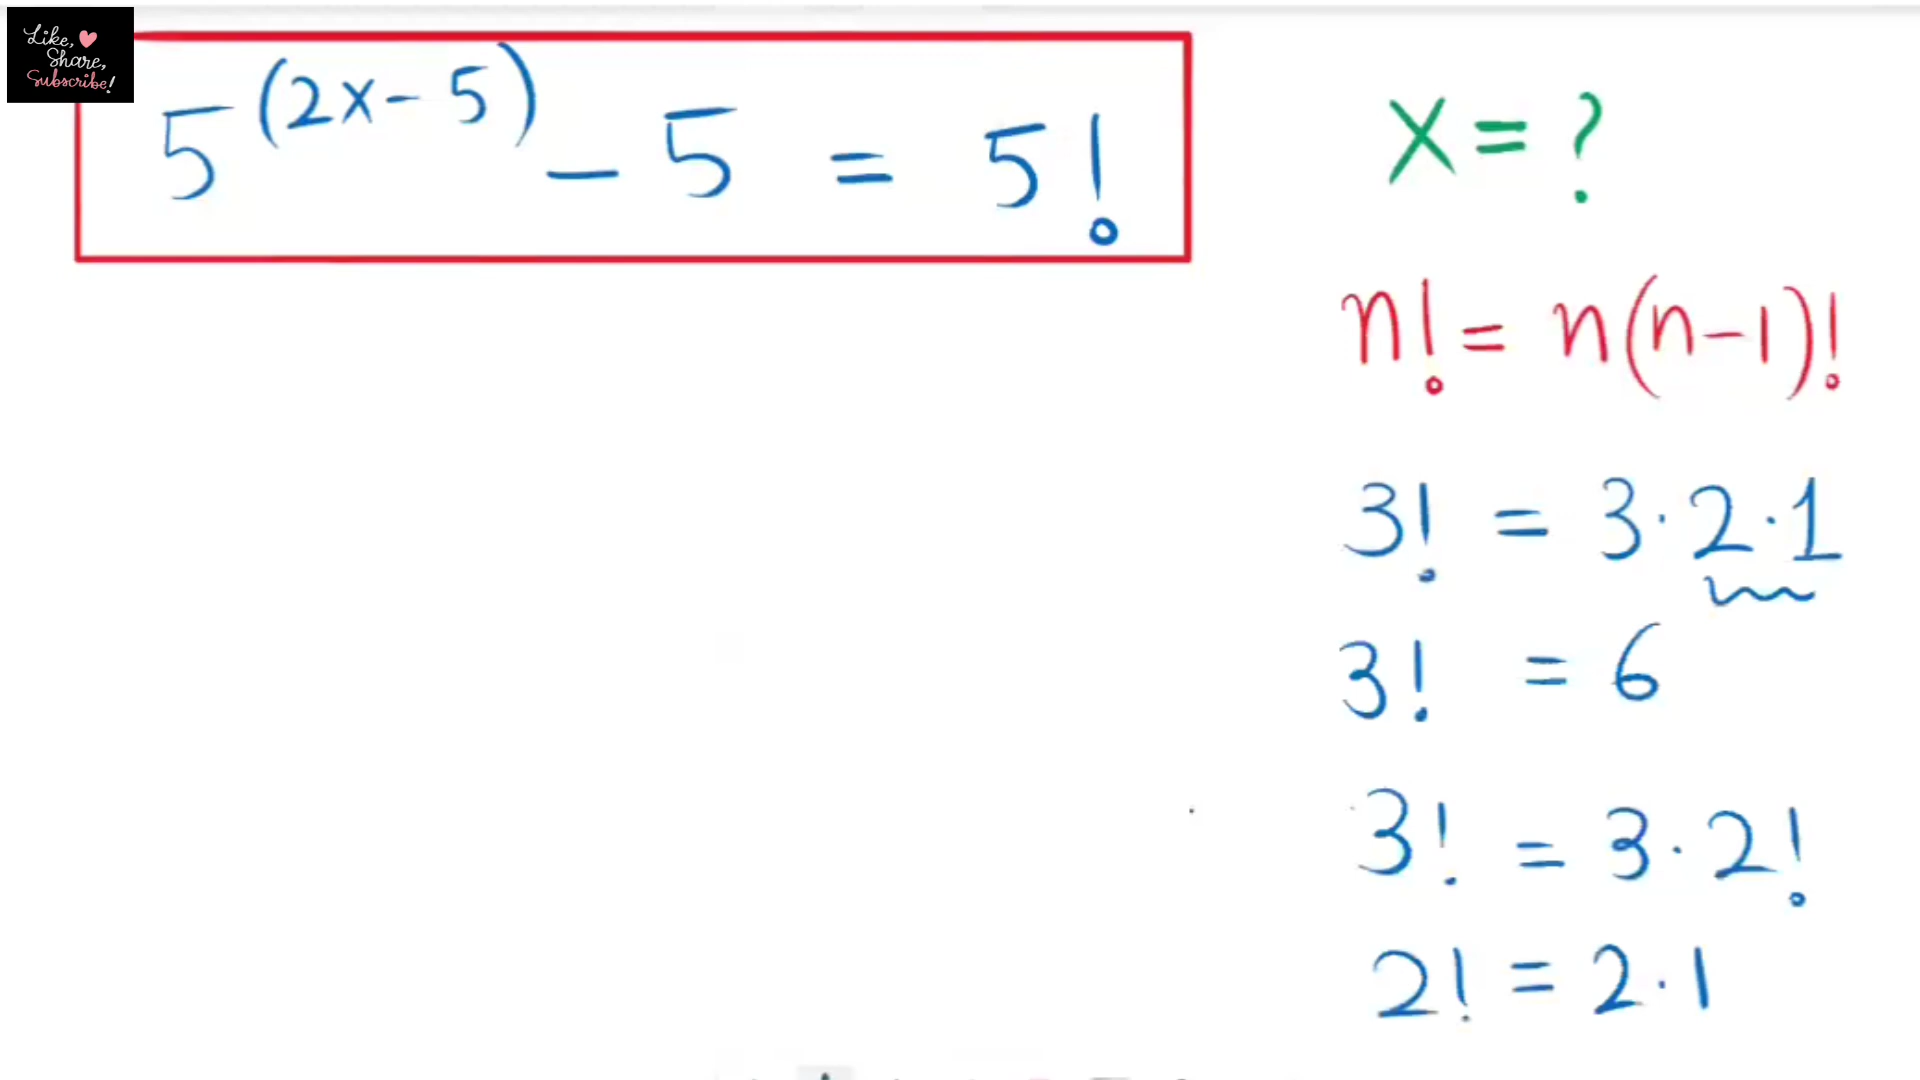 Like,
Share,
Subscribe!
5^(2x-5) - 5 = 5!
x = ?
n! = n(n-1)!
3! = 3·2·1
3! = 6
3! = 3·2!
2! = 2·1